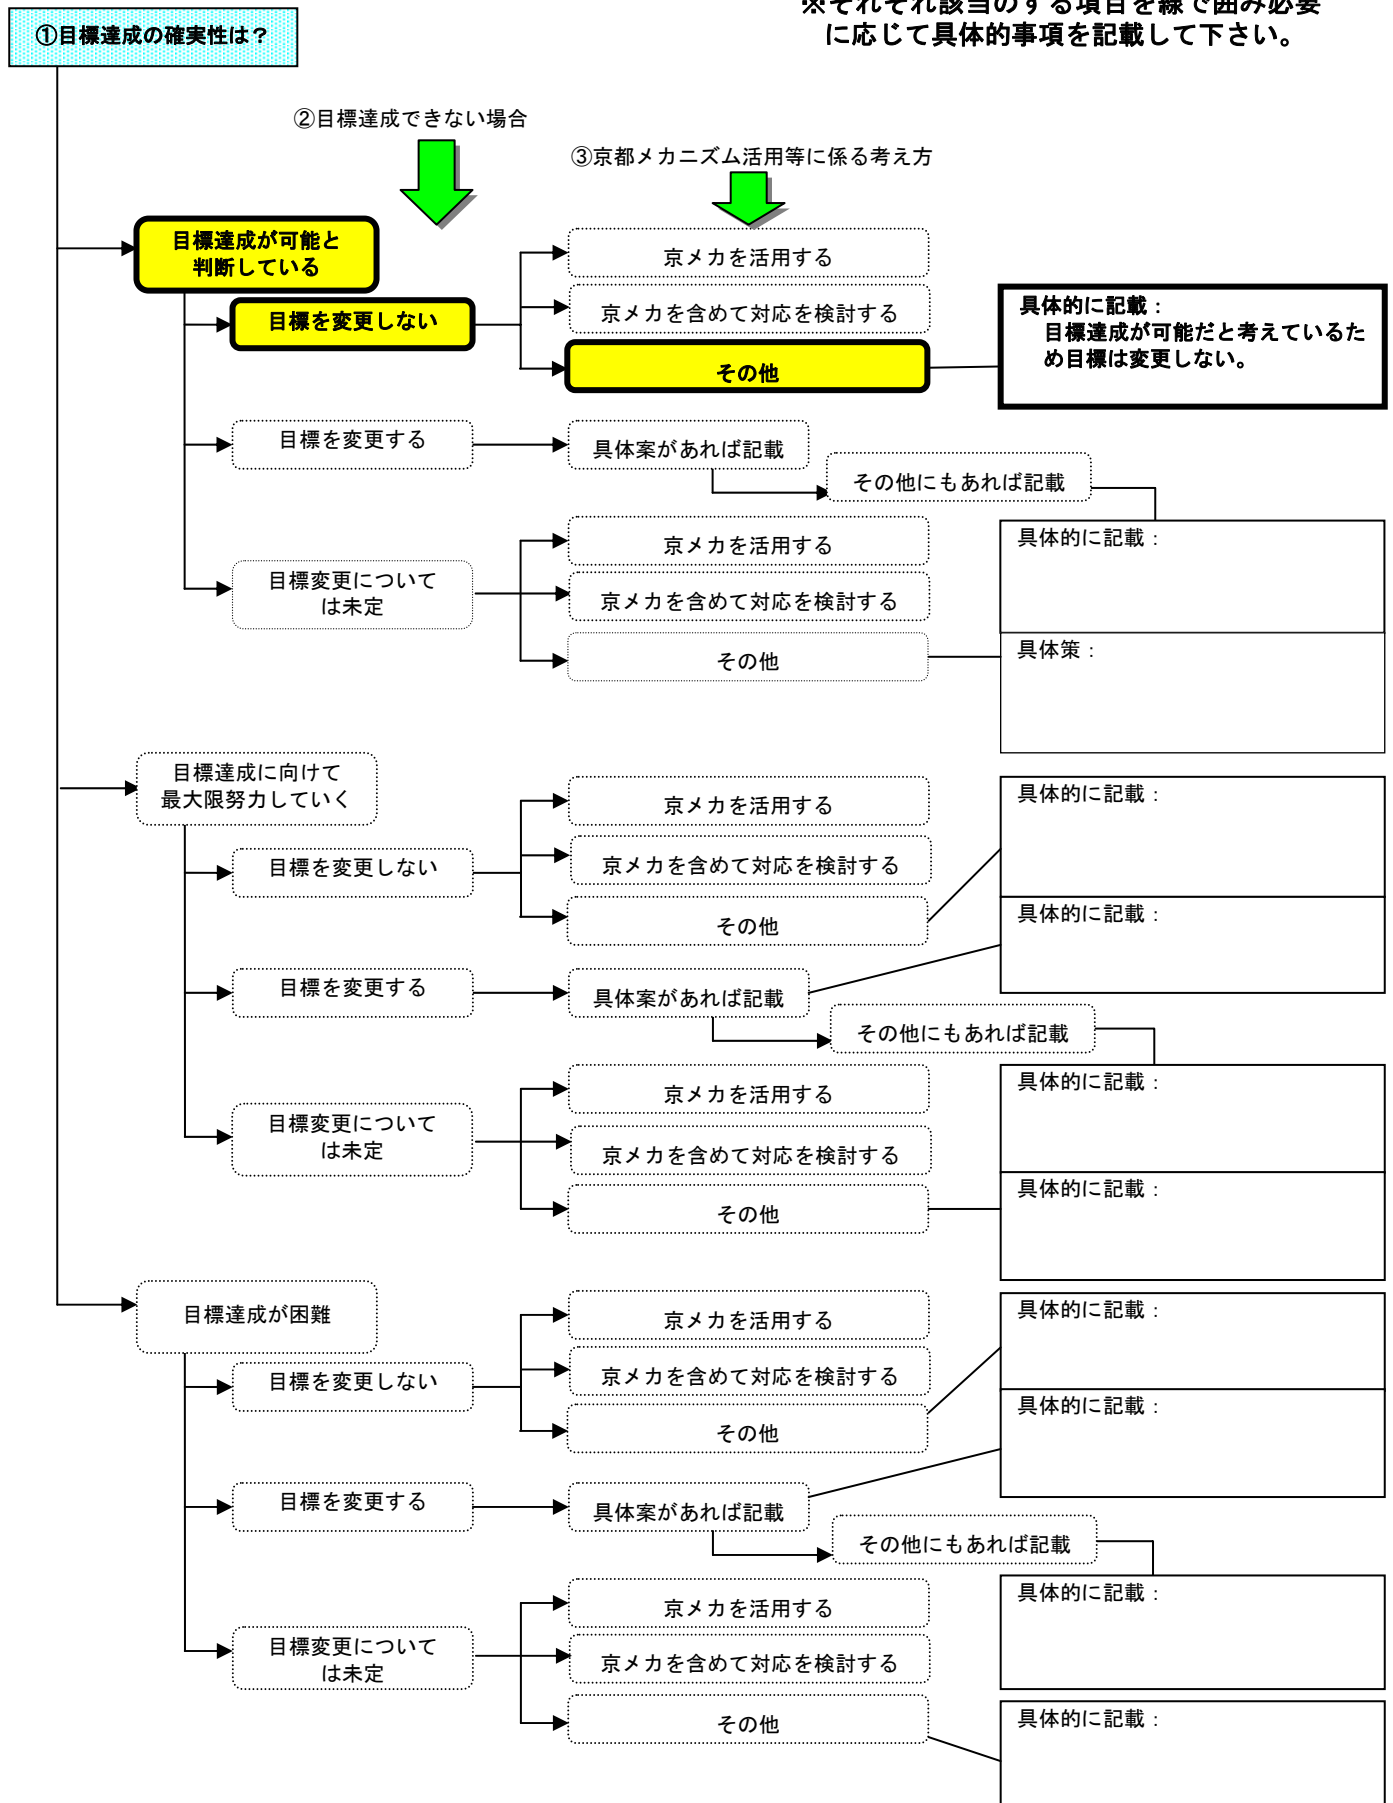 ※それぞれ該当のする項目を線で囲み必要
に応じて具体的事項を記載して下さい。
①目標達成の確実性は？
②目標達成できない場合
③京都メカニズム活用等に係る考え方
目標達成が可能と
判断している
目標を変更しない
京メカを活用する
京メカを含めて対応を検討する
その他
具体的に記載：
目標達成が可能だと考えているた
め目標は変更しない。
目標を変更する
具体案があれば記載
その他にもあれば記載
目標変更について
は未定
京メカを活用する
京メカを含めて対応を検討する
その他
具体的に記載：
具体策：
目標達成に向けて
最大限努力していく
目標を変更しない
京メカを活用する
京メカを含めて対応を検討する
その他
具体的に記載：
目標を変更する
具体案があれば記載
具体的に記載：
その他にもあれば記載
目標変更について
は未定
京メカを活用する
京メカを含めて対応を検討する
その他
具体的に記載：
具体的に記載：
目標達成が困難
目標を変更しない
京メカを活用する
京メカを含めて対応を検討する
その他
具体的に記載：
目標を変更する
具体案があれば記載
具体的に記載：
その他にもあれば記載
目標変更について
は未定
京メカを活用する
京メカを含めて対応を検討する
その他
具体的に記載：
具体的に記載：